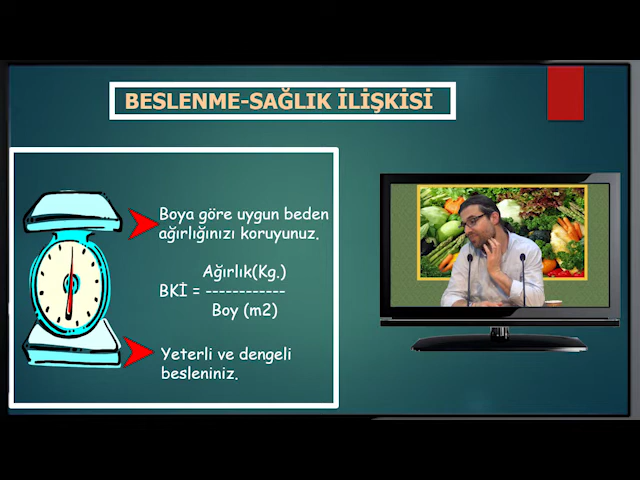 BESLENME-SAĞLIK İLİŞKİSİ
Boya göre uygun beden
ağırlığınızı koruyunuz.
Ağırlık(Kg.)
BKİ = ------------
Boy (m2)
Yeterli ve dengeli
besleniniz.